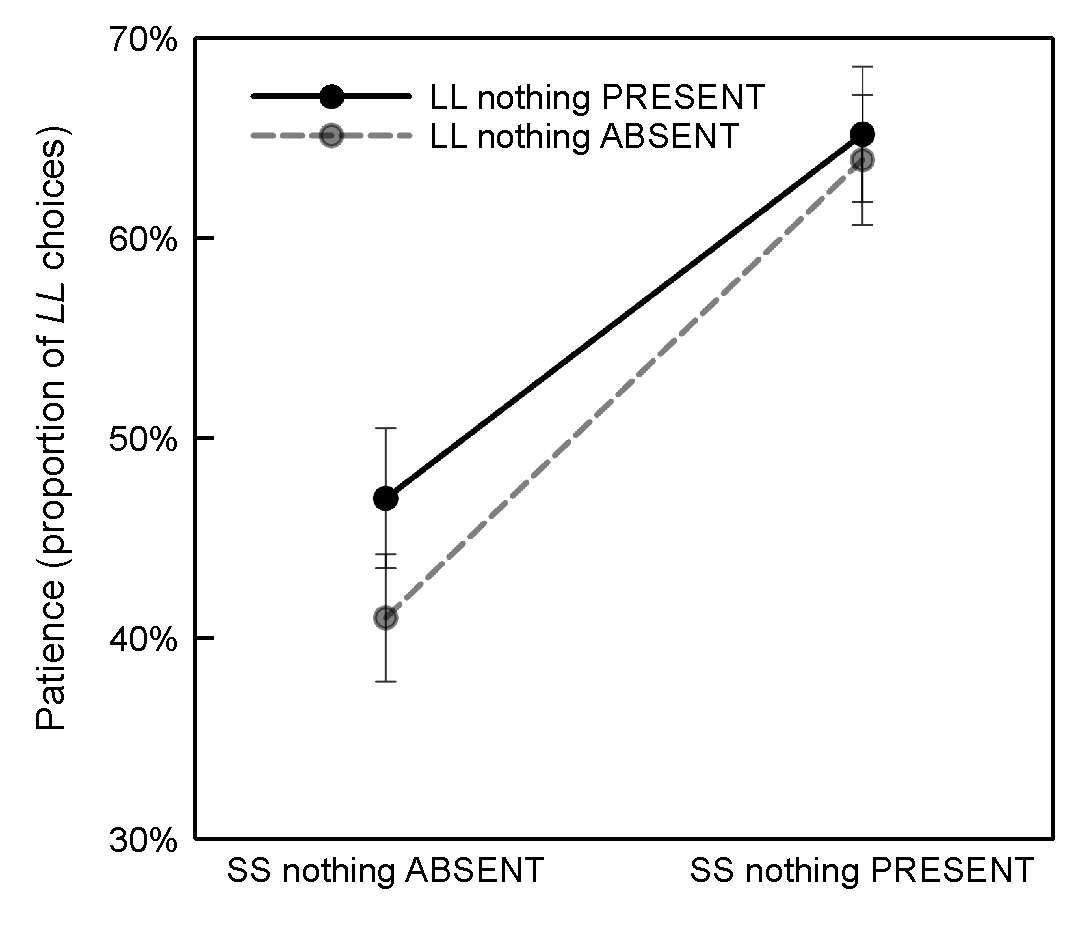 70%
LL nothing PRESENT
LL nothing ABSENT
60%
50%
40%
30%
Patience (proportion of LL choices)
SS nothing ABSENT
SS nothing PRESENT